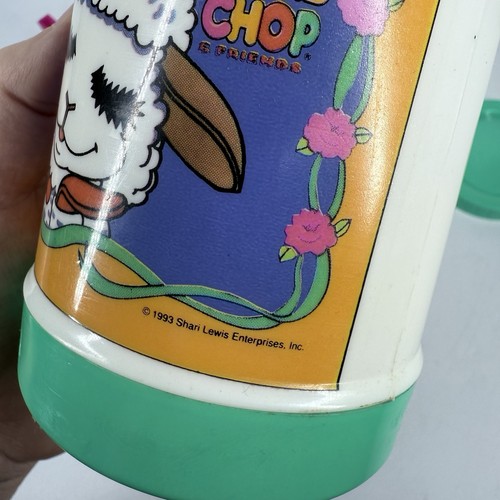 CHOP
& FRIENDS
© 1993 Shari Lewis Enterprises, Inc.